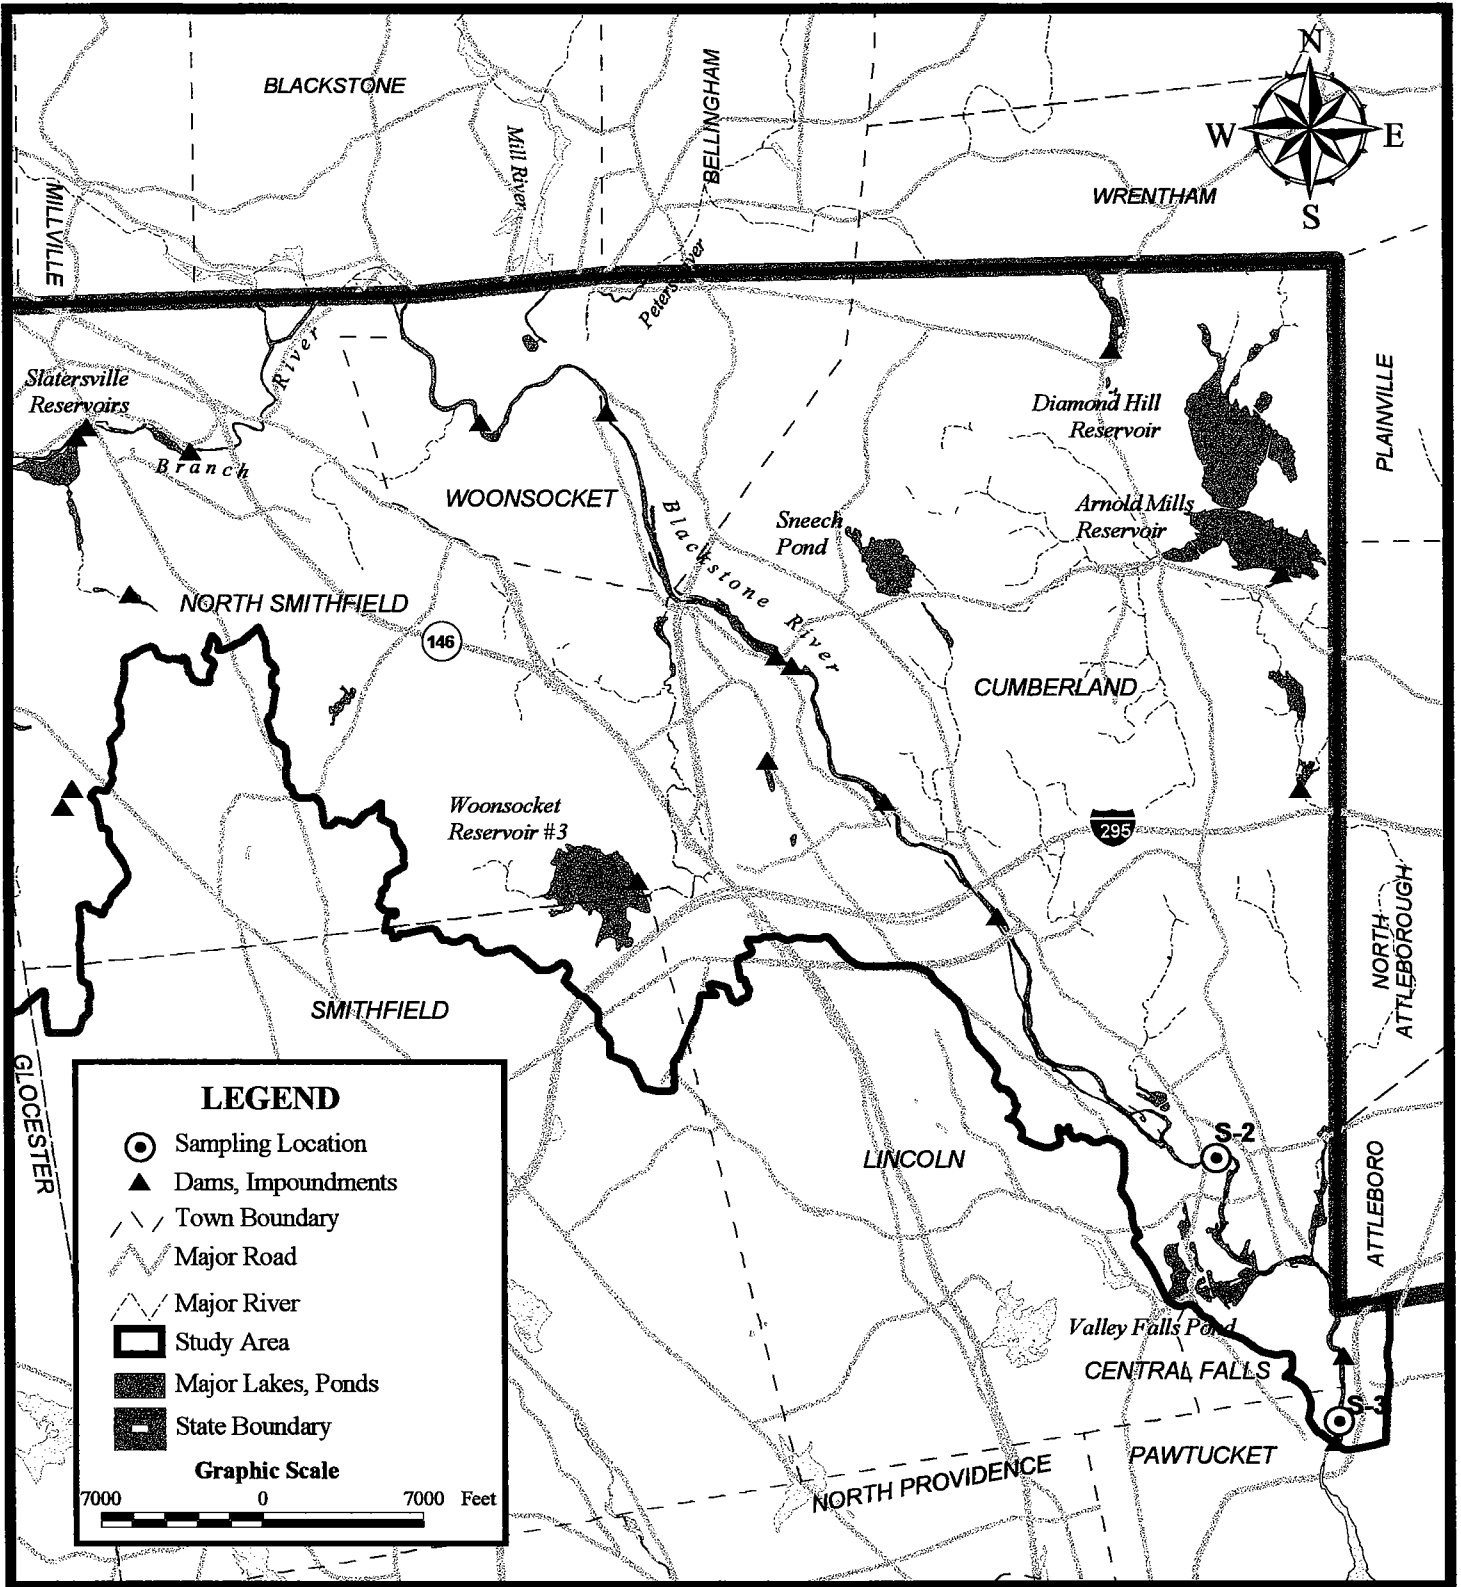 N
BLACKSTONE
BELLINGHAM
Mill River
W
E
WRENTHAM
S
MILLVILLE
Peters River
River
Slatersville
Reservoirs
Diamond Hill
Reservoir
PLAINVILLE
Branch
WOONSOCKET
Blackstone River
Sneech
Pond
Arnold Mills
Reservoir
NORTH SMITHFIELD
146
CUMBERLAND
Woonsocket
Reservoir #3
295
NORTH
ATTLEBOROUGH
SMITHFIELD
GLOCESTER
LEGEND
Sampling Location
Dams, Impoundments
Town Boundary
Major Road
Major River
Study Area
Major Lakes, Ponds
State Boundary
Graphic Scale
7000 0 7000 Feet
S-2
LINCOLN
ATTLEBORO
Valley Falls Pond
CENTRAL FALLS
S-3
PAWTUCKET
NORTH PROVIDENCE